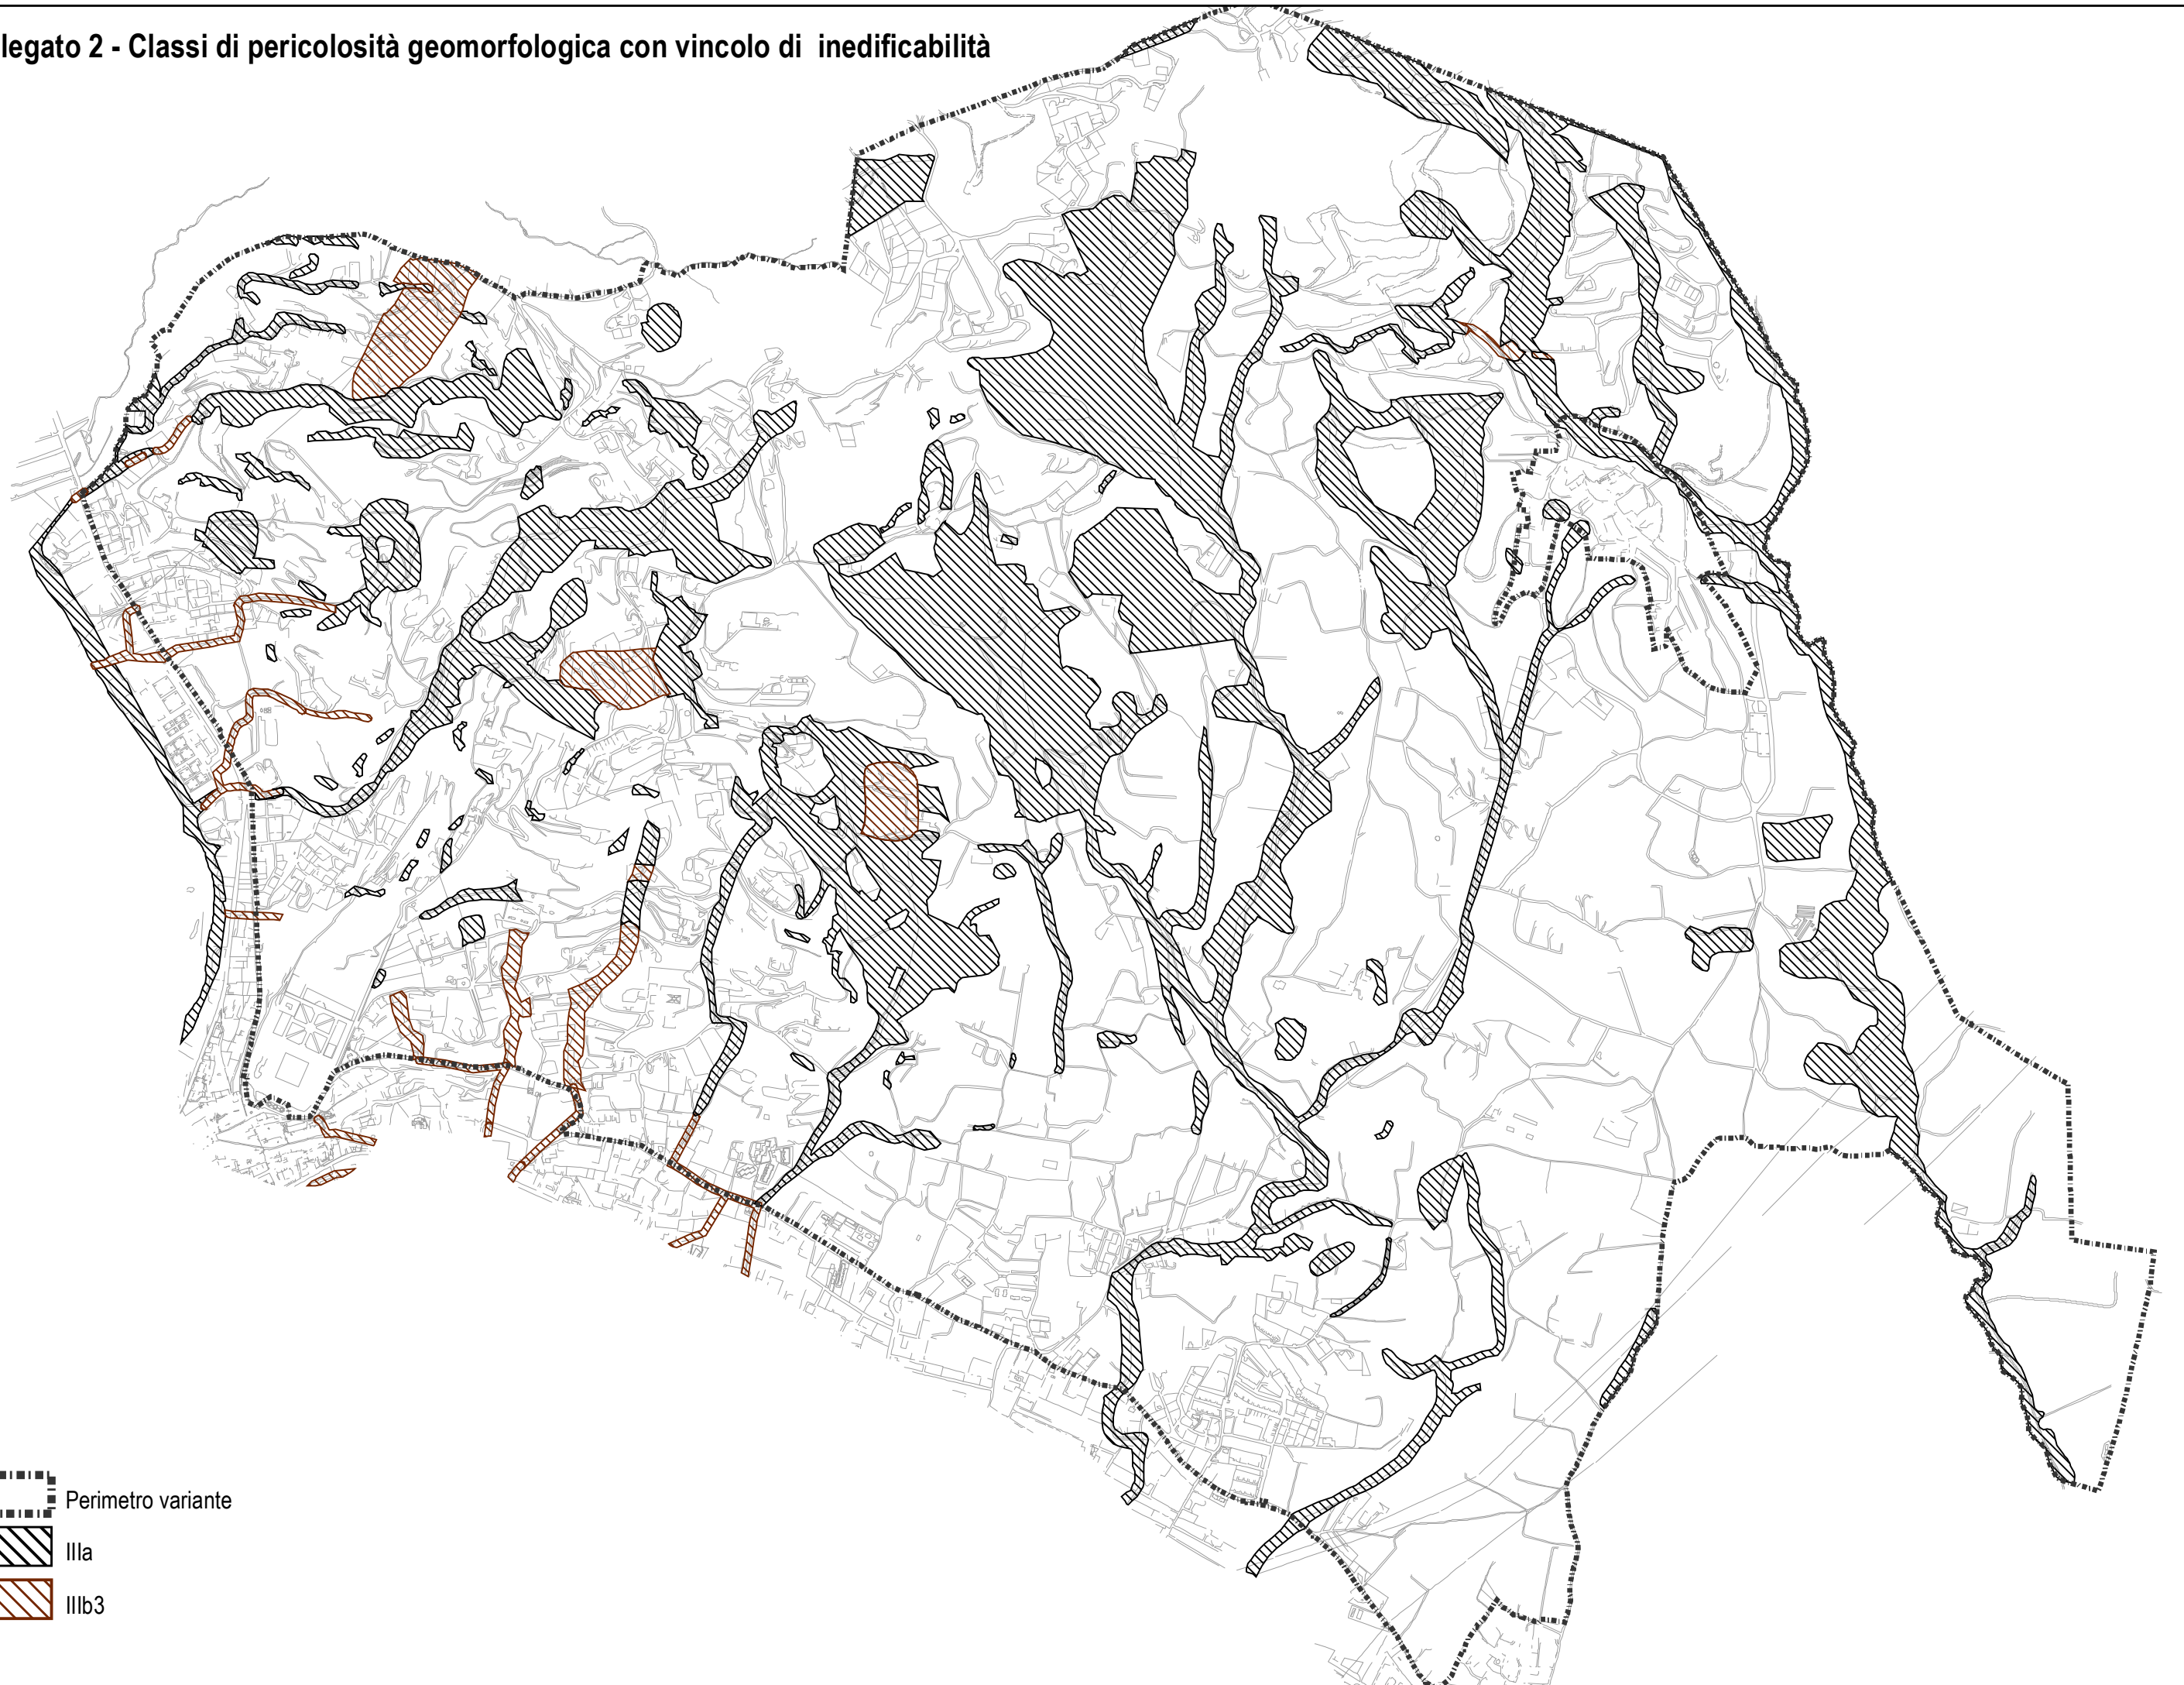 legato 2 - Classi di pericolosità geomorfologica con vincolo di inedificabilità
Perimetro variante
IIIa
IIIb3